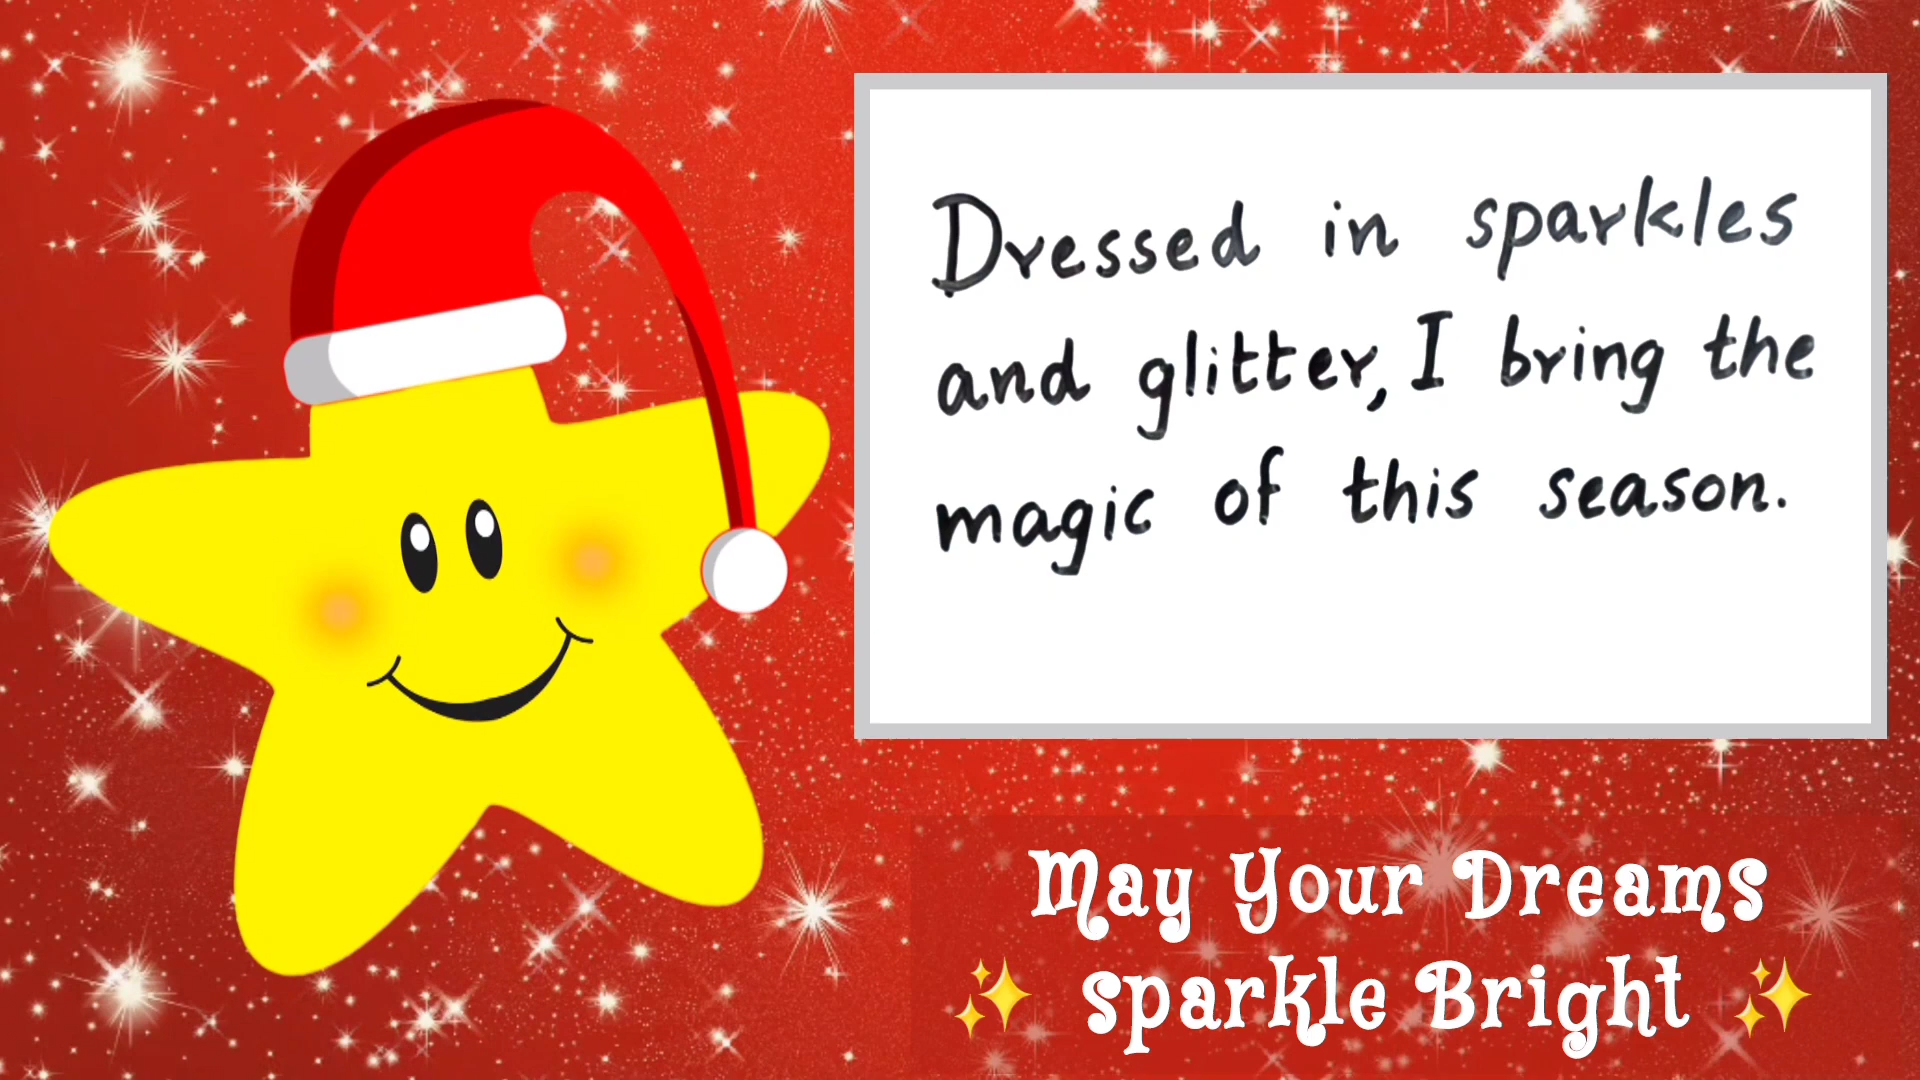 Dressed in sparkles
and glitter, I bring the
magic of this season.
May Your Dreams
sparkle Bright